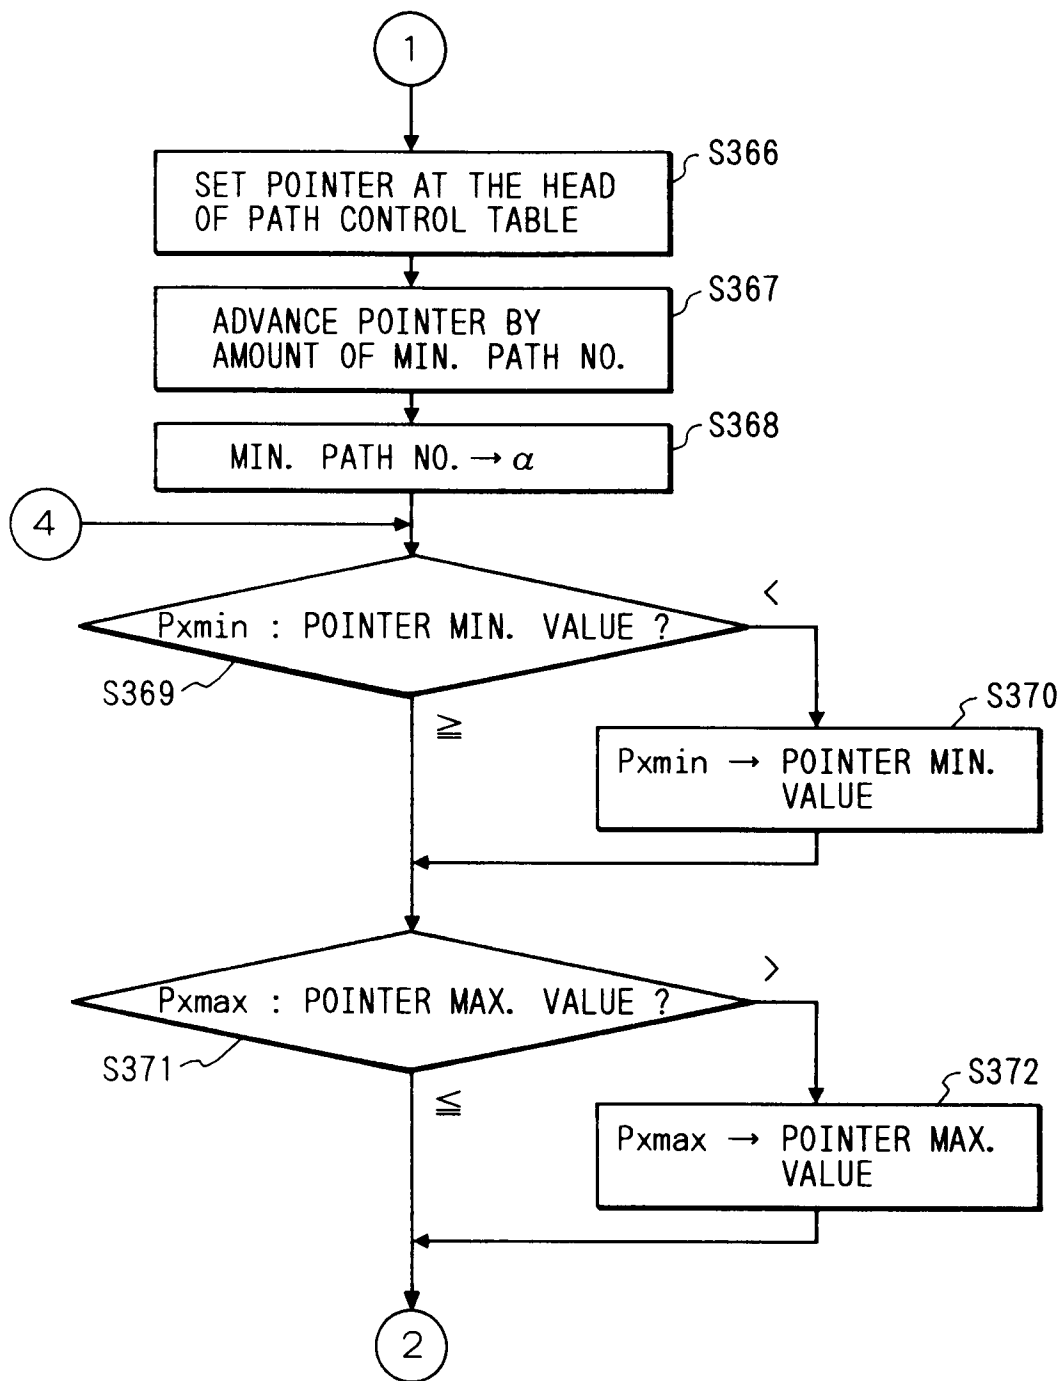 1
S366
SET POINTER AT THE HEAD
OF PATH CONTROL TABLE
S367
ADVANCE POINTER BY
AMOUNT OF MIN. PATH NO.
S368
MIN. PATH NO. → α
4
<
Pxmin : POINTER MIN. VALUE ?
S369
≧
S370
Pxmin → POINTER MIN.
VALUE
>
Pxmax : POINTER MAX. VALUE ?
S371
≦
S372
Pxmax → POINTER MAX.
VALUE
2